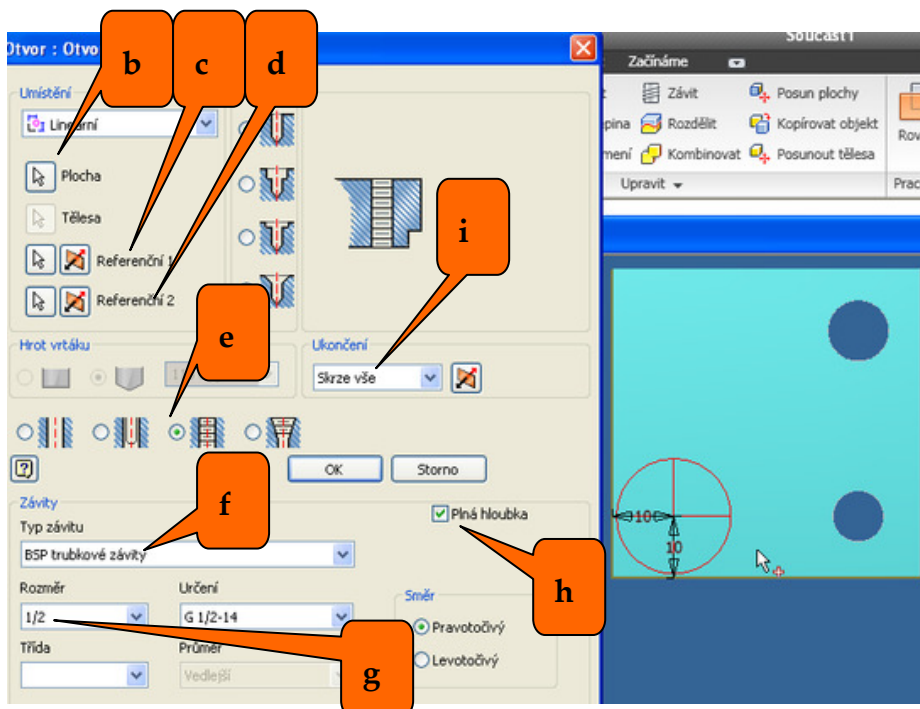 Otvor : Otvo
b
c
d
Součást1
Začínáme
Umístění
Lineární
Plocha
Tělesa
Referenční 1
Referenční 2
Závit
Posun plochy
pina
Rozdělit
Kopírovat objekt
mení
Kombinovat
Posunout tělesa
Rov
Upravit
Prac
i
e
Hrot vrtáku
Ukončení
Skrze vše
OK
Storno
f
Závity
Typ závitu
BSP trubkové závity
Plná hloubka
h
Rozměr
Určení
1/2
G 1/2-14
Směr
Pravotočivý
Levotočivý
Třída
Průměr
Vedlejší
g
10
10